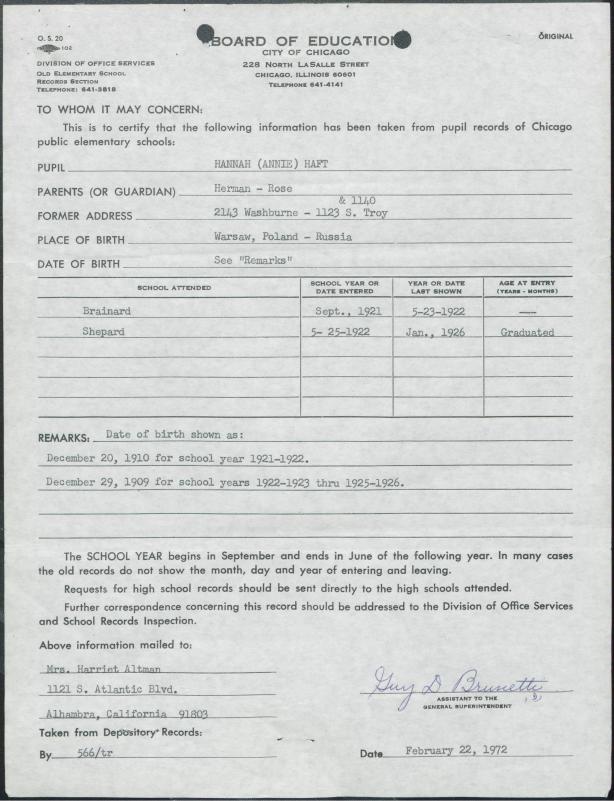 O. S. 20
BOARD OF EDUCATION
ORIGINAL
102
CITY OF CHICAGO
DIVISION OF OFFICE SERVICES
228 NORTH LASALLE STREET
OLD ELEMENTARY SCHOOL
CHICAGO, ILLINOIS 60601
RECORDS SECTION
TELEPHONE 641-4141
TELEPHONE: 641-3818
TO WHOM IT MAY CONCERN:
This is to certify that the following information has been taken from pupil records of Chicago
public elementary schools:
PUPIL HANNAH (ANNIE) HAFT
PARENTS (OR GUARDIAN) Herman - Rose
& 1140
FORMER ADDRESS 2143 Washburne - 1123 S. Troy
PLACE OF BIRTH Warsaw, Poland - Russia
DATE OF BIRTH See "Remarks"
SCHOOL ATTENDED SCHOOL YEAR OR DATE ENTERED YEAR OR DATE LAST SHOWN AGE AT ENTRY (YEARS - MONTHS)
Brainard Sept., 1921 5-23-1922 —
Shepard 5- 25-1922 Jan., 1926 Graduated
REMARKS: Date of birth shown as:
December 20, 1910 for school year 1921-1922.
December 29, 1909 for school years 1922-1923 thru 1925-1926.
The SCHOOL YEAR begins in September and ends in June of the following year. In many cases
the old records do not show the month, day and year of entering and leaving.
Requests for high school records should be sent directly to the high schools attended.
Further correspondence concerning this record should be addressed to the Division of Office Services
and School Records Inspection.
Above information mailed to:
Mrs. Harriet Altman
1121 S. Atlantic Blvd.
Alhambra, California 91803
Guy D Brunetti
ASSISTANT TO THE
GENERAL SUPERINTENDENT
Taken from Depository Records:
By 566/tr
Date February 22, 1972